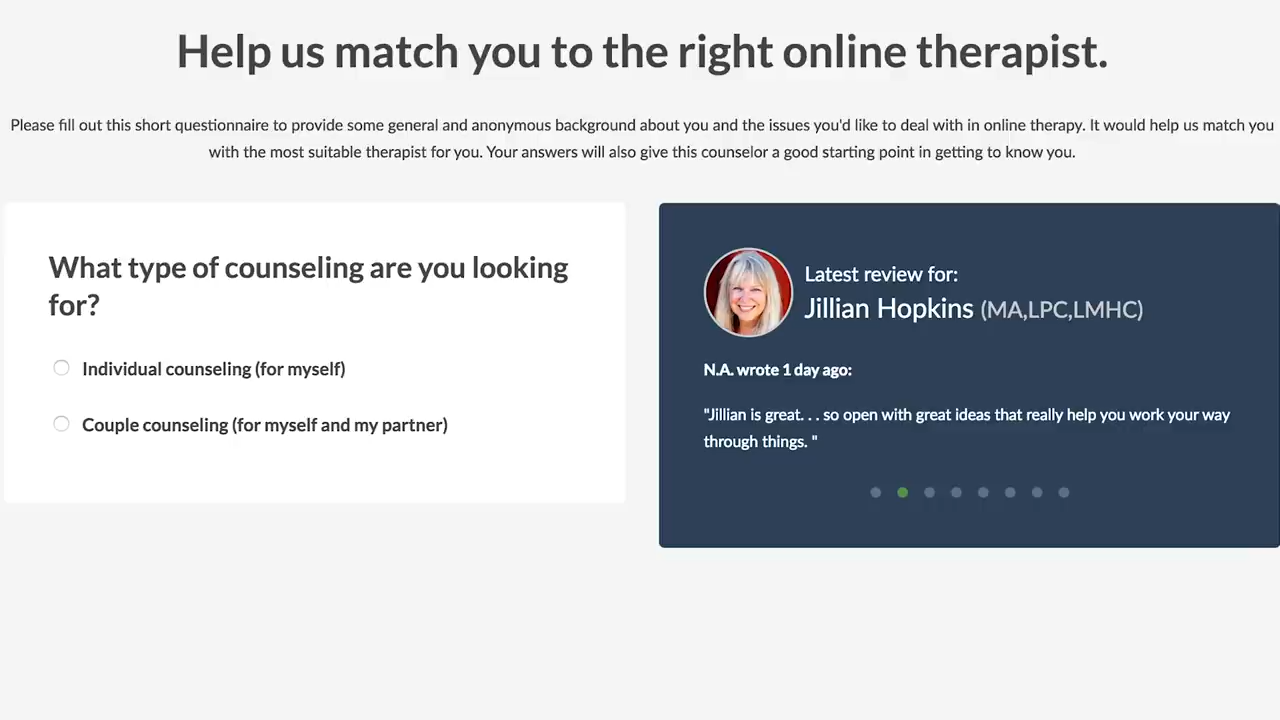 Help us match you to the right online therapist.
Please fill out this short questionnaire to provide some general and anonymous background about you and the issues you'd like to deal with in online therapy. It would help us match you
with the most suitable therapist for you. Your answers will also give this counselor a good starting point in getting to know you.
What type of counseling are you looking
for?
Individual counseling (for myself)
Couple counseling (for myself and my partner)
Latest review for:
Jillian Hopkins (MA,LPC,LMHC)
N.A. wrote 1 day ago:
"Jillian is great. . . so open with great ideas that really help you work your way
through things. "